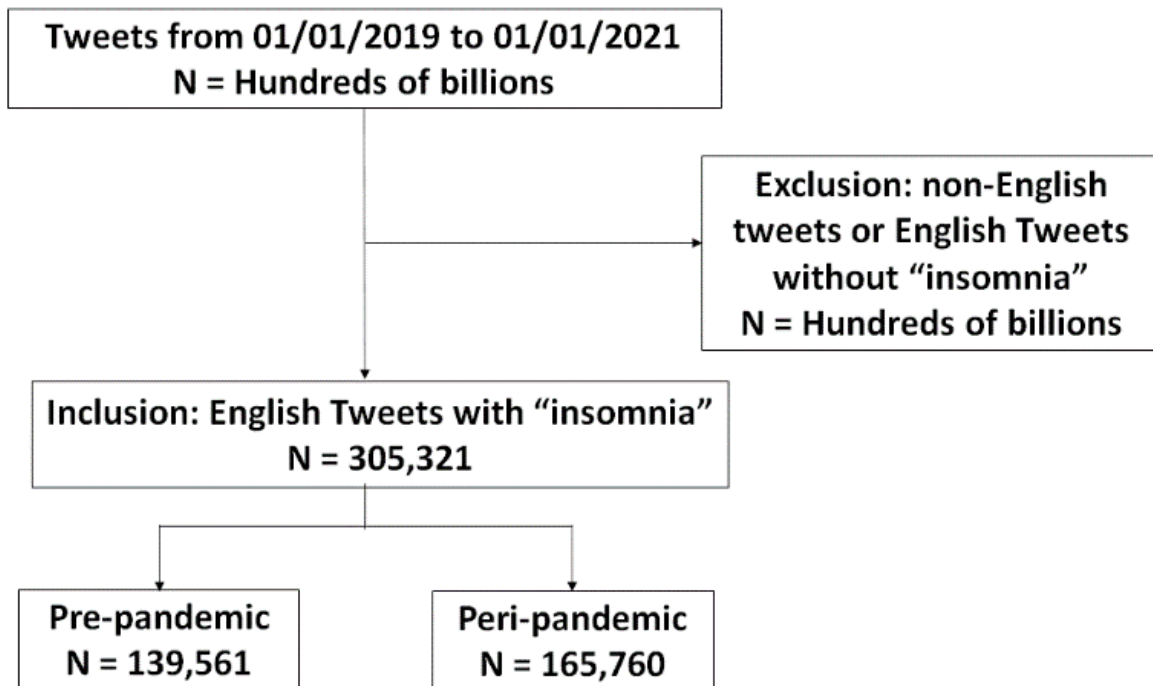 Tweets from 01/01/2019 to 01/01/2021
N = Hundreds of billions
Exclusion: non-English
tweets or English Tweets
without “insomnia”
N = Hundreds of billions
Inclusion: English Tweets with “insomnia”
N = 305,321
Pre-pandemic
N = 139,561
Peri-pandemic
N = 165,760